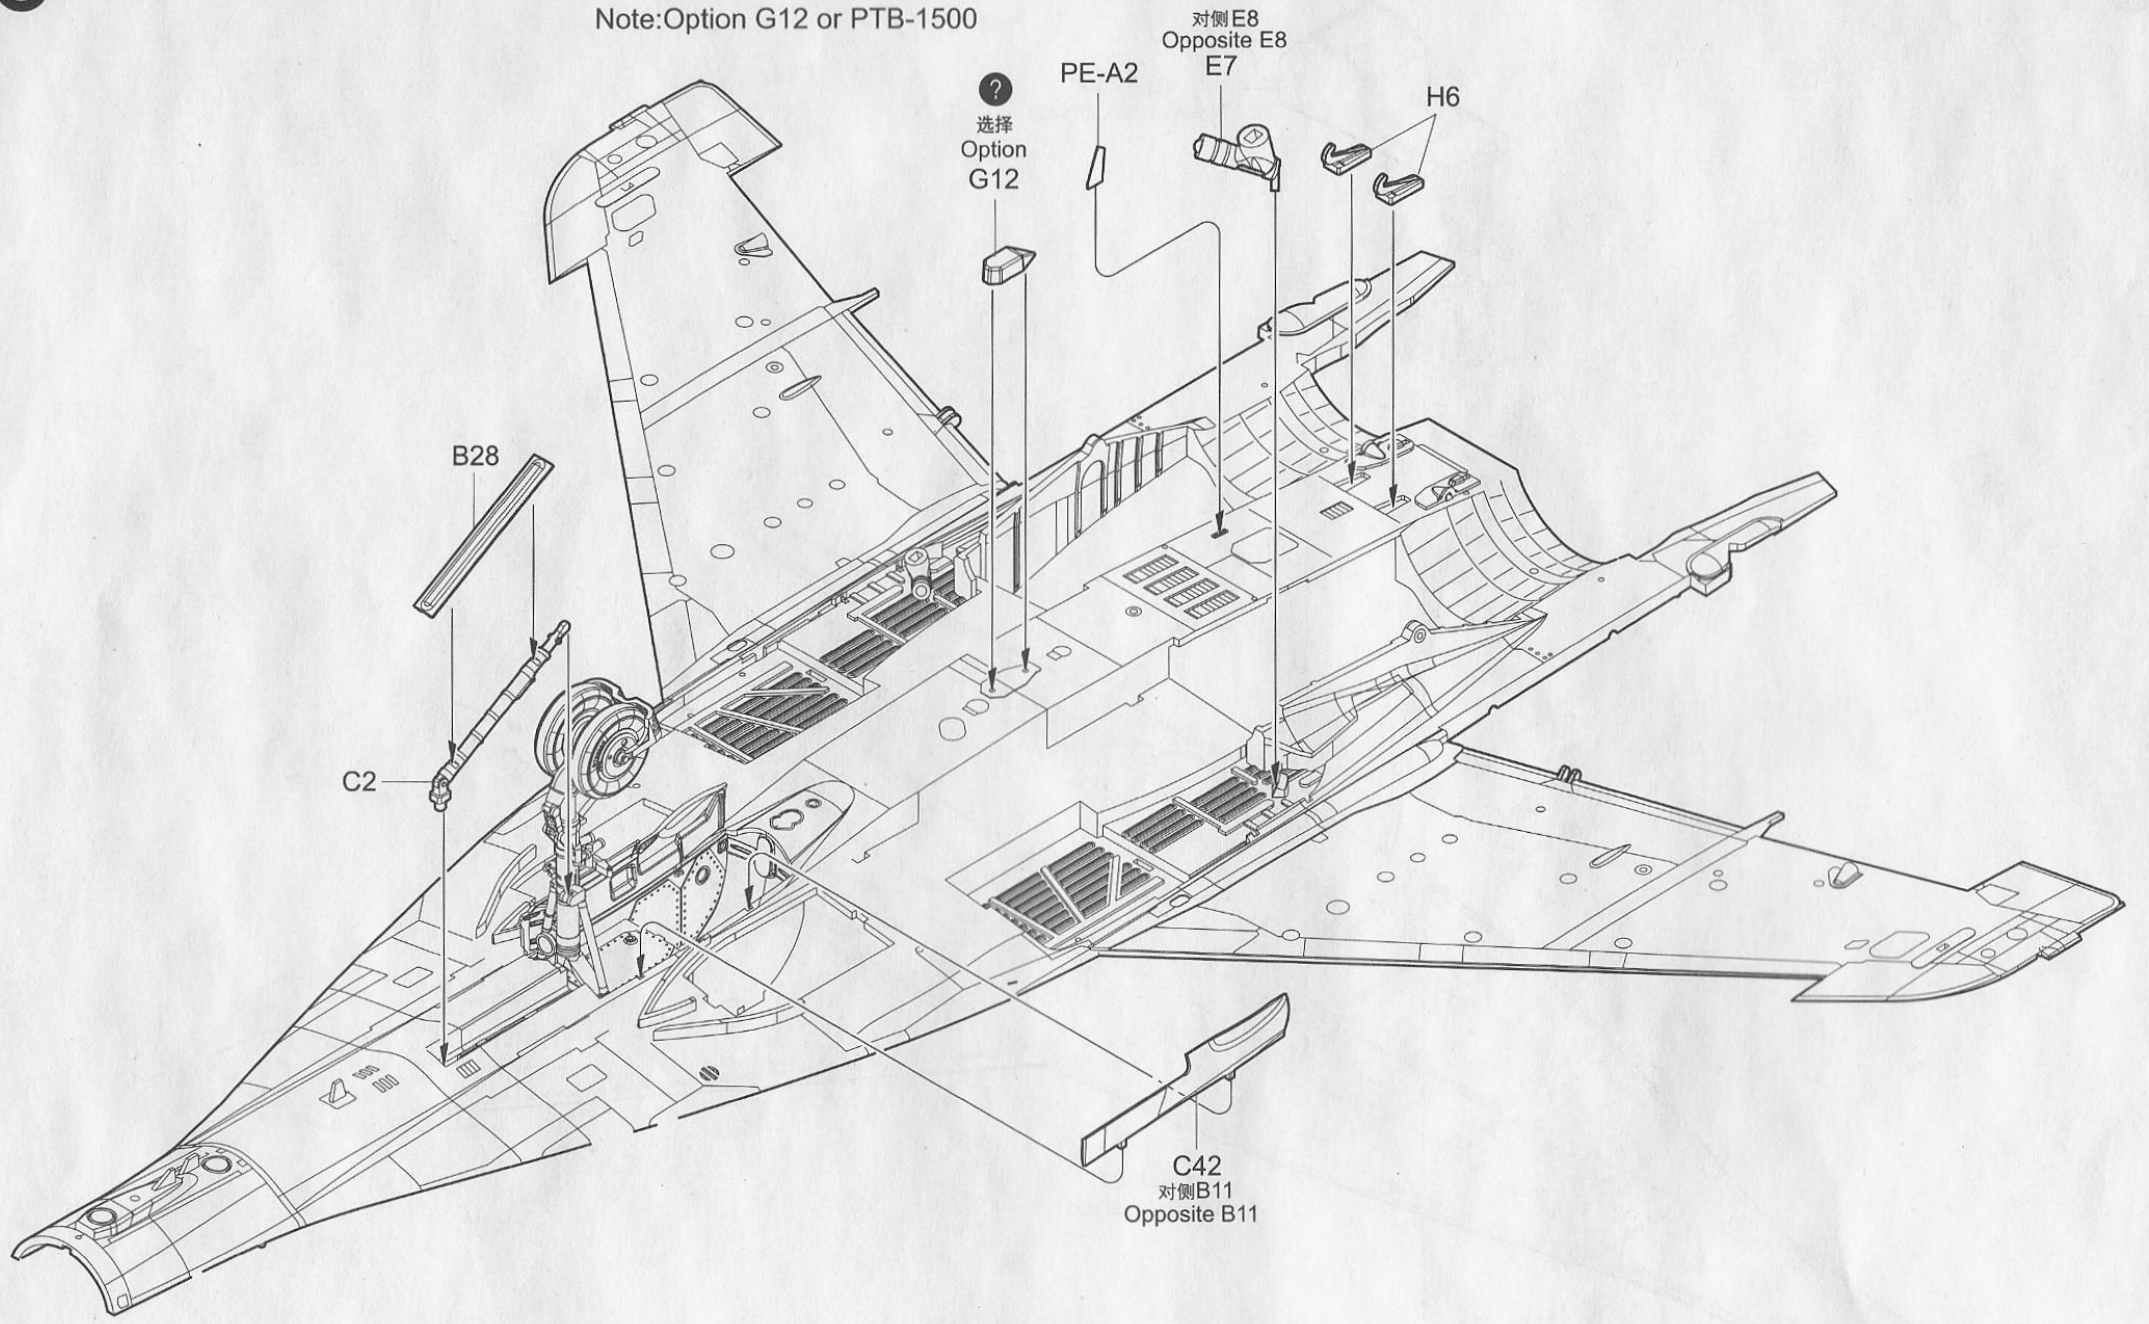 Note:Option G12 or PTB-1500
对侧E8
Opposite E8
E7
PE-A2
H6
?
选择
Option
G12
B28
C2
C42
对侧B11
Opposite B11